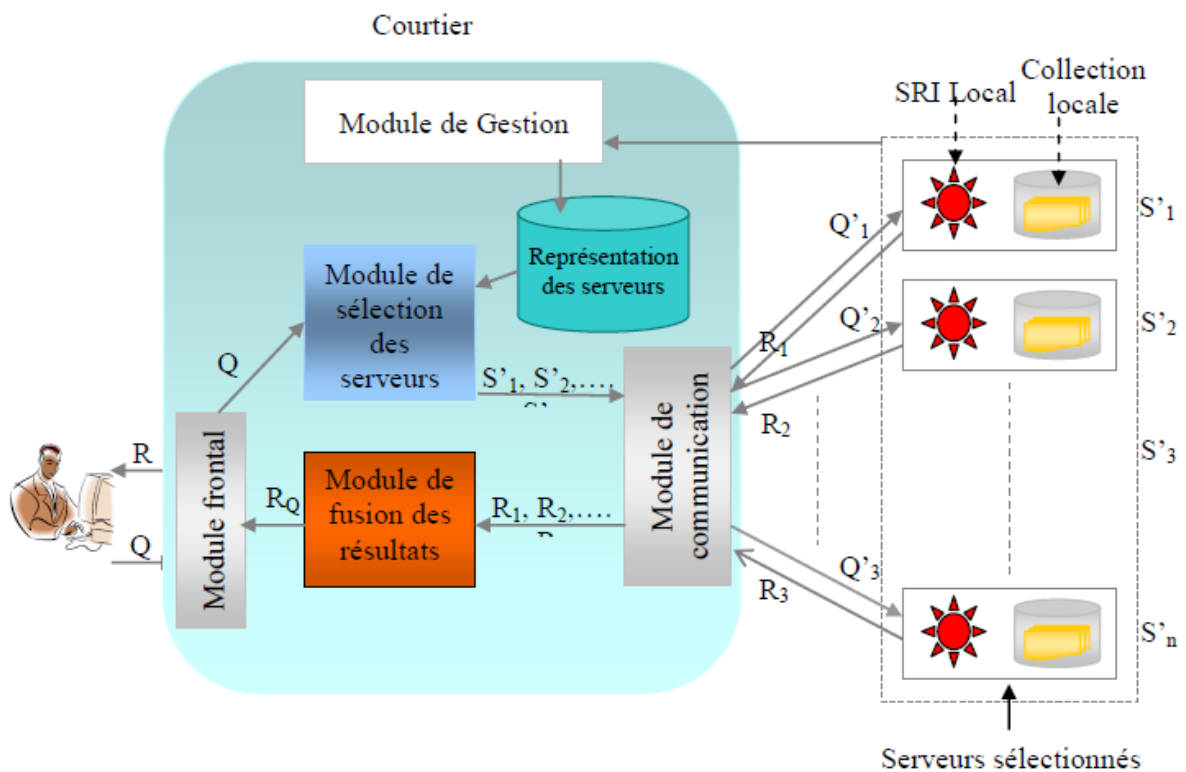 Courtier
SRI Local
Collection
locale
Module de Gestion
S’1
Q’1
Représentation
des serveurs
Module de
sélection
des
serveurs
Q’2
S’2
R1
Q
S’1, S’2,….
R2
Module de
communication
S’3
R
Module frontal
RQ
Module de
fusion des
résultats
R1, R2,….
Q
Q’3
R3
S’n
Serveurs sélectionnés